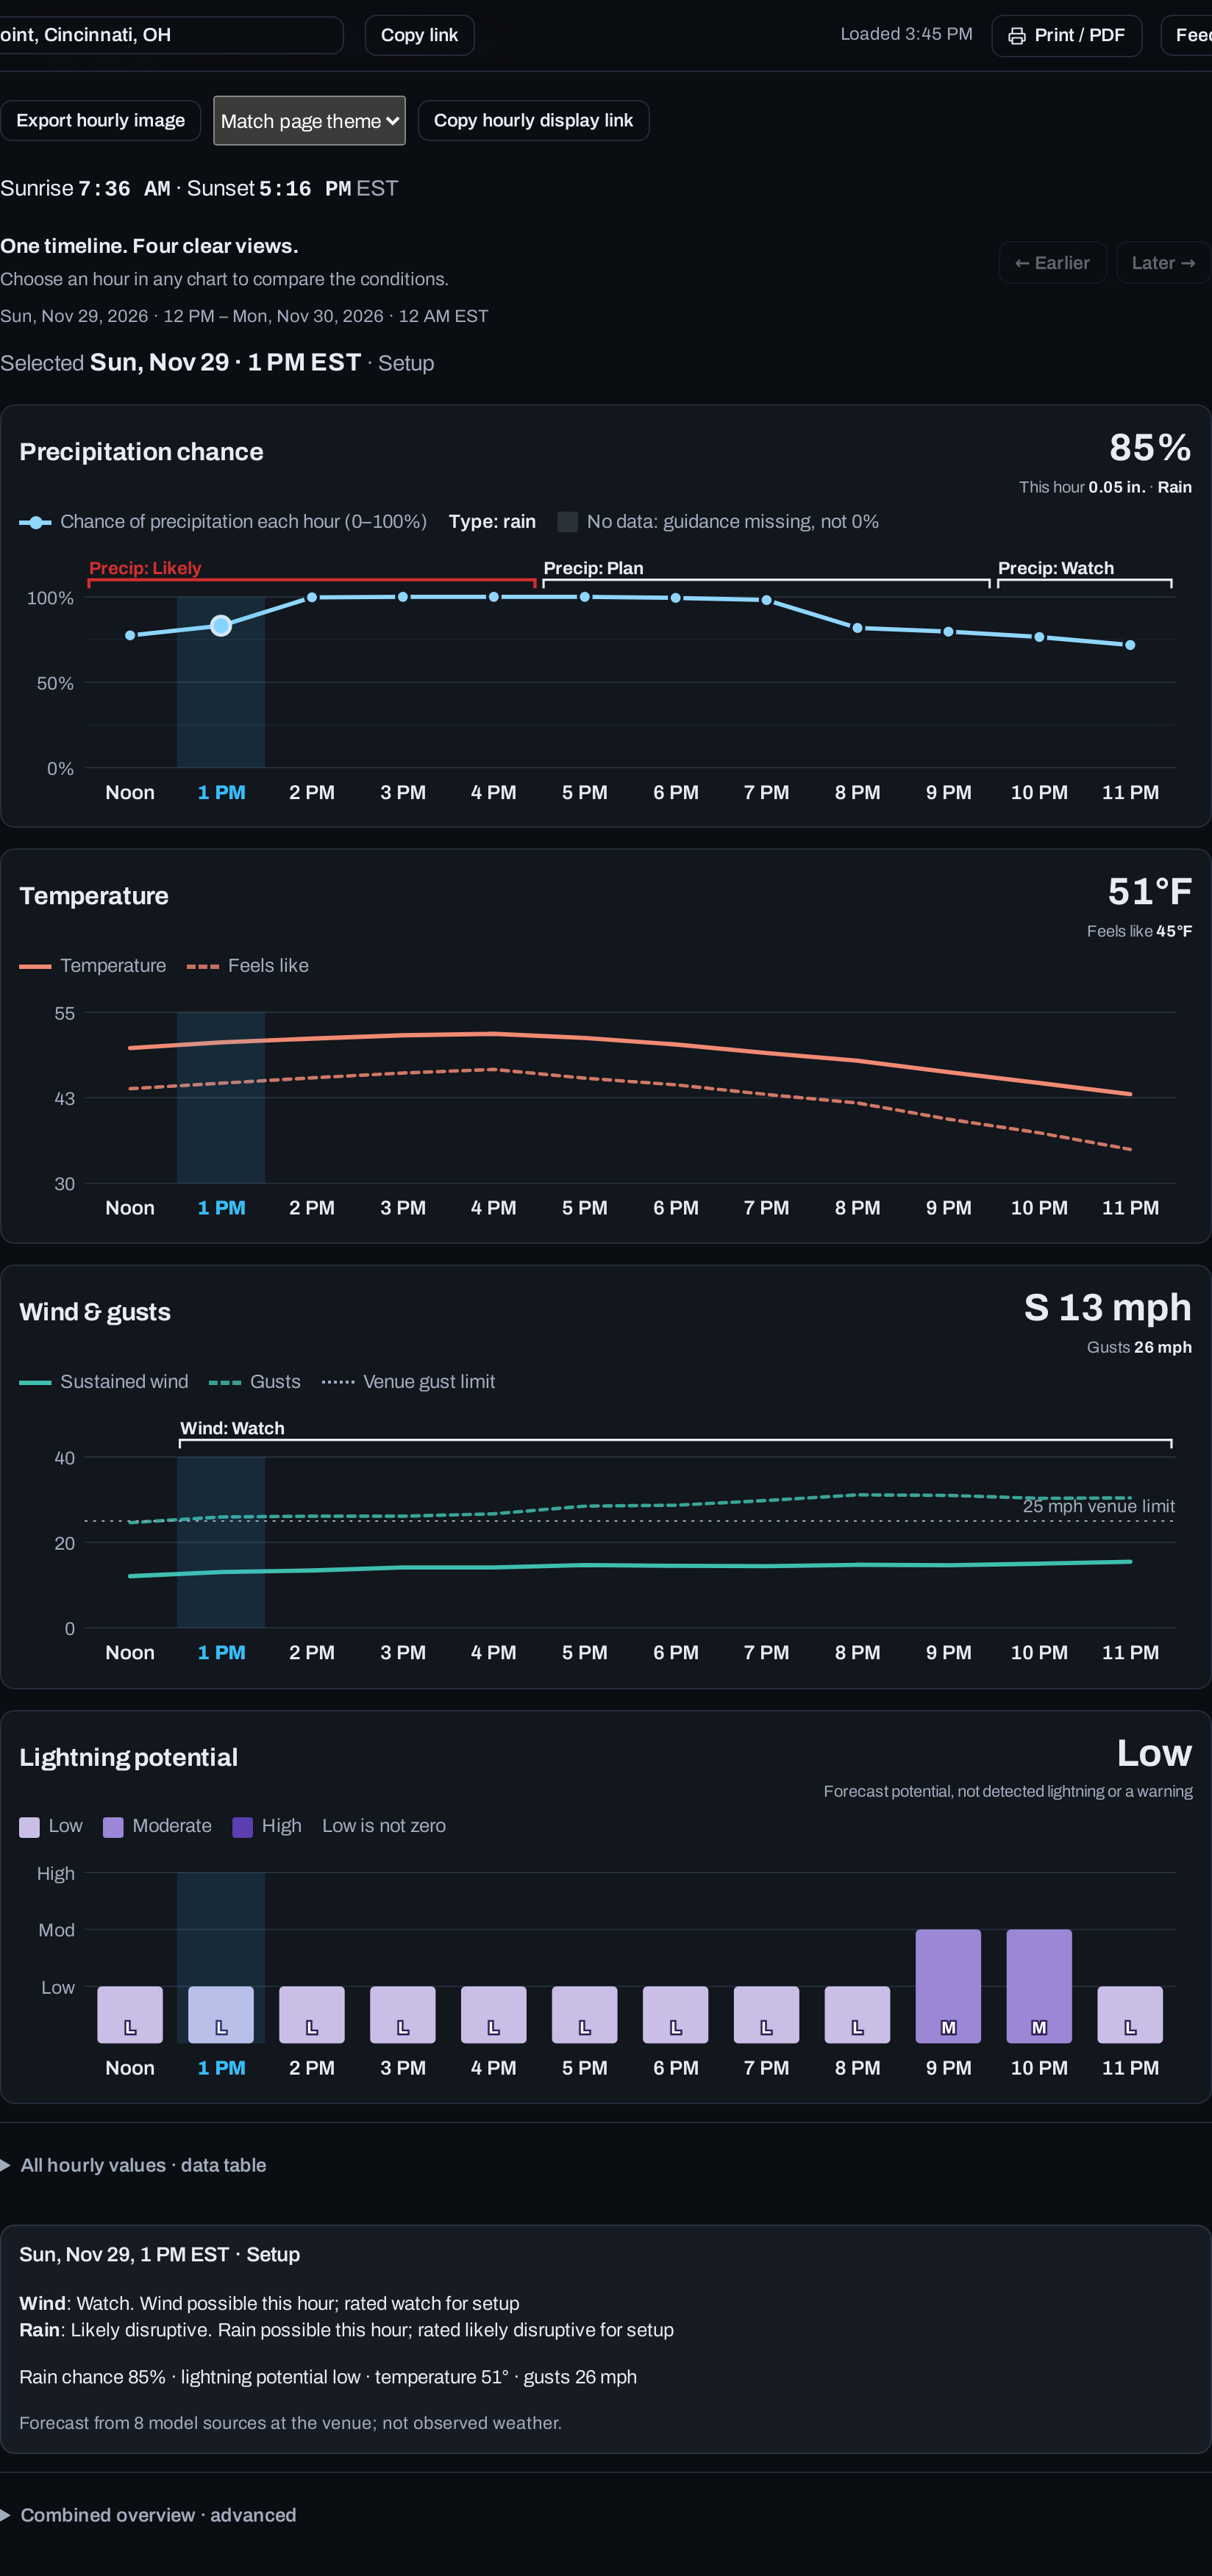 oint, Cincinnati, OH
Copy link
Loaded 3:45 PM
Print / PDF
Export hourly image
Match page theme
Copy hourly display link
Sunrise 7:36 AM · Sunset 5:16 PM EST
One timeline. Four clear views.
Choose an hour in any chart to compare the conditions.
← Earlier
Later →
Sun, Nov 29, 2026 · 12 PM – Mon, Nov 30, 2026 · 12 AM EST
Selected Sun, Nov 29 · 1 PM EST · Setup
Precipitation chance
85%
This hour 0.05 in. · Rain
Chance of precipitation each hour (0–100%) Type: rain No data: guidance missing, not 0%
Precip: Likely Precip: Plan Precip: Watch
100%
50%
0%
Noon 1 PM 2 PM 3 PM 4 PM 5 PM 6 PM 7 PM 8 PM 9 PM 10 PM 11 PM
Temperature
51°F
Feels like 45°F
Temperature Feels like
55
43
30
Noon 1 PM 2 PM 3 PM 4 PM 5 PM 6 PM 7 PM 8 PM 9 PM 10 PM 11 PM
Wind & gusts
S 13 mph
Gusts 26 mph
Sustained wind Gusts Venue gust limit
Wind: Watch
40
25 mph venue limit
20
0
Noon 1 PM 2 PM 3 PM 4 PM 5 PM 6 PM 7 PM 8 PM 9 PM 10 PM 11 PM
Lightning potential
Low
Forecast potential, not detected lightning or a warning
Low Moderate High Low is not zero
High
Mod
Low
L L L L L L L L L M M L
Noon 1 PM 2 PM 3 PM 4 PM 5 PM 6 PM 7 PM 8 PM 9 PM 10 PM 11 PM
All hourly values · data table
Sun, Nov 29, 1 PM EST · Setup
Wind: Watch. Wind possible this hour; rated watch for setup
Rain: Likely disruptive. Rain possible this hour; rated likely disruptive for setup
Rain chance 85% · lightning potential low · temperature 51° · gusts 26 mph
Forecast from 8 model sources at the venue; not observed weather.
Combined overview · advanced